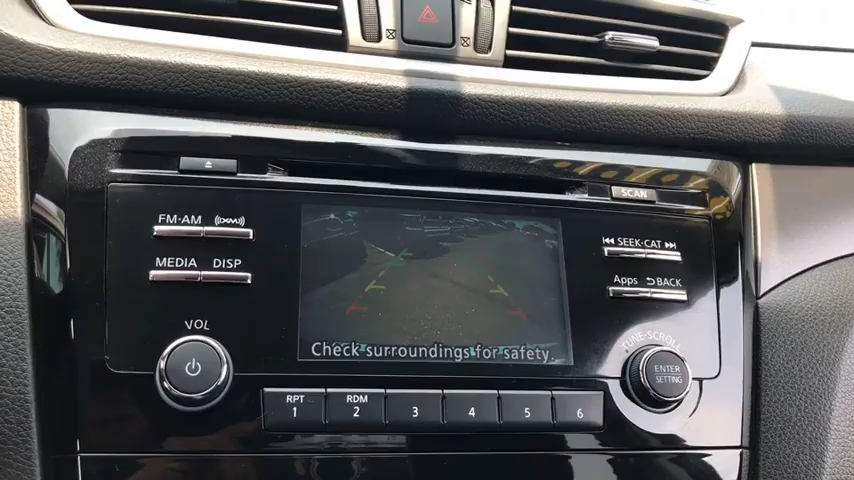 SCAN
FM·AM ((XM))
SEEK·CAT
MEDIA DISP
Apps BACK
VOL
TUNE·SCROLL
Check surroundings for safety.
ENTER
SETTING
RPT RDM
1 2 3 4 5 6